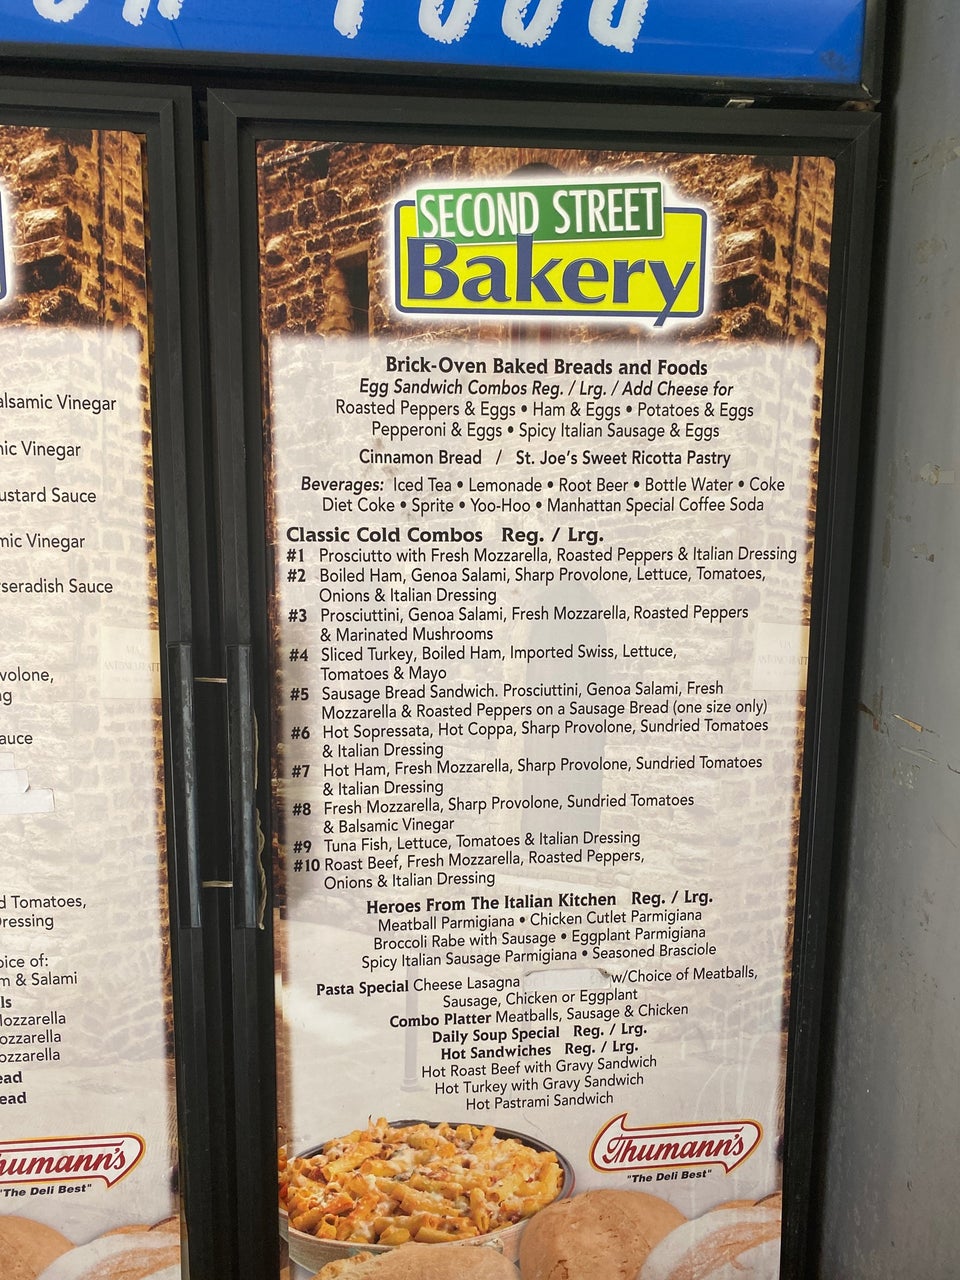 FOOD
SECOND STREET
Bakery
Brick-Oven Baked Breads and Foods
Egg Sandwich Combos Reg. / Lrg. / Add Cheese for
Roasted Peppers & Eggs • Ham & Eggs • Potatoes & Eggs
Pepperoni & Eggs • Spicy Italian Sausage & Eggs
Cinnamon Bread / St. Joe's Sweet Ricotta Pastry
Beverages: Iced Tea • Lemonade • Root Beer • Bottle Water • Coke
Diet Coke • Sprite • Yoo-Hoo • Manhattan Special Coffee Soda
Classic Cold Combos Reg. / Lrg.
#1 Prosciutto with Fresh Mozzarella, Roasted Peppers & Italian Dressing
#2 Boiled Ham, Genoa Salami, Sharp Provolone, Lettuce, Tomatoes,
Onions & Italian Dressing
#3 Prosciuttini, Genoa Salami, Fresh Mozzarella, Roasted Peppers
& Marinated Mushrooms
#4 Sliced Turkey, Boiled Ham, Imported Swiss, Lettuce,
Tomatoes & Mayo
#5 Sausage Bread Sandwich. Prosciuttini, Genoa Salami, Fresh
Mozzarella & Roasted Peppers on a Sausage Bread (one size only)
#6 Hot Sopressata, Hot Coppa, Sharp Provolone, Sundried Tomatoes
& Italian Dressing
#7 Hot Ham, Fresh Mozzarella, Sharp Provolone, Sundried Tomatoes
& Italian Dressing
#8 Fresh Mozzarella, Sharp Provolone, Sundried Tomatoes
& Balsamic Vinegar
#9 Tuna Fish, Lettuce, Tomatoes & Italian Dressing
#10 Roast Beef, Fresh Mozzarella, Roasted Peppers,
Onions & Italian Dressing
Heroes From The Italian Kitchen Reg. / Lrg.
Meatball Parmigiana • Chicken Cutlet Parmigiana
Broccoli Rabe with Sausage • Eggplant Parmigiana
Spicy Italian Sausage Parmigiana • Seasoned Brasciole
Pasta Special Cheese Lasagna w/Choice of Meatballs,
Sausage, Chicken or Eggplant
Combo Platter Meatballs, Sausage & Chicken
Daily Soup Special Reg. / Lrg.
Hot Sandwiches Reg. / Lrg.
Hot Roast Beef with Gravy Sandwich
Hot Turkey with Gravy Sandwich
Hot Pastrami Sandwich
Thumann's
"The Deli Best"
alsamic Vinegar
nic Vinegar
ustard Sauce
mic Vinegar
rseradish Sauce
volone,
ng
auce
d Tomatoes,
Dressing
oice of:
m & Salami
ls
Mozzarella
ozzarella
ozzarella
ead
ead
humann's
"The Deli Best"